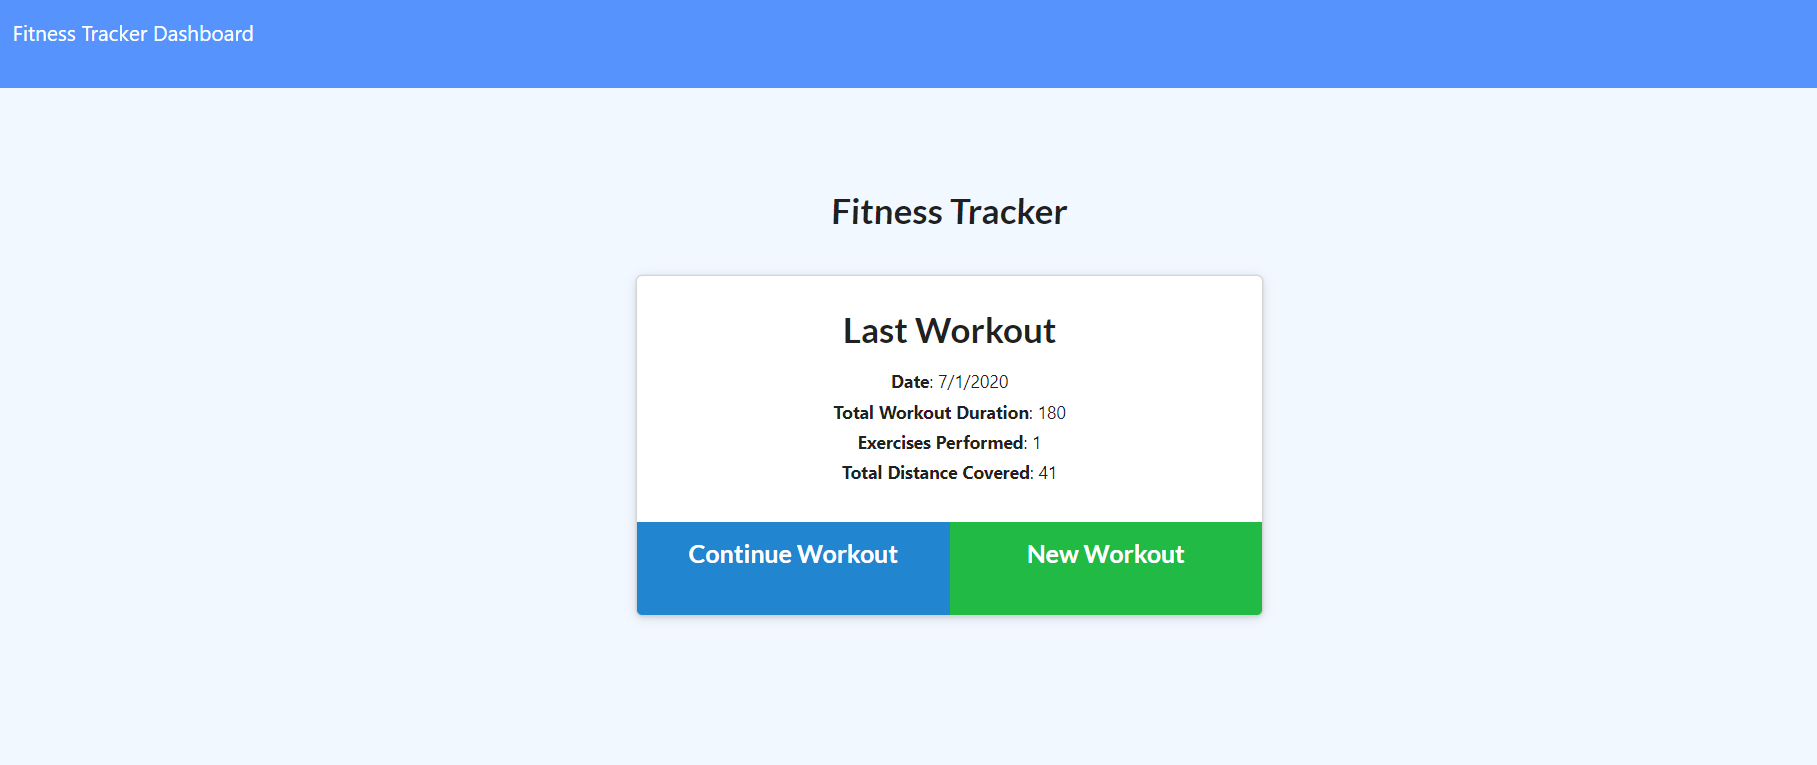 Fitness Tracker Dashboard
Fitness Tracker
Last Workout
Date: 7/1/2020
Total Workout Duration: 180
Exercises Performed: 1
Total Distance Covered: 41
Continue Workout
New Workout